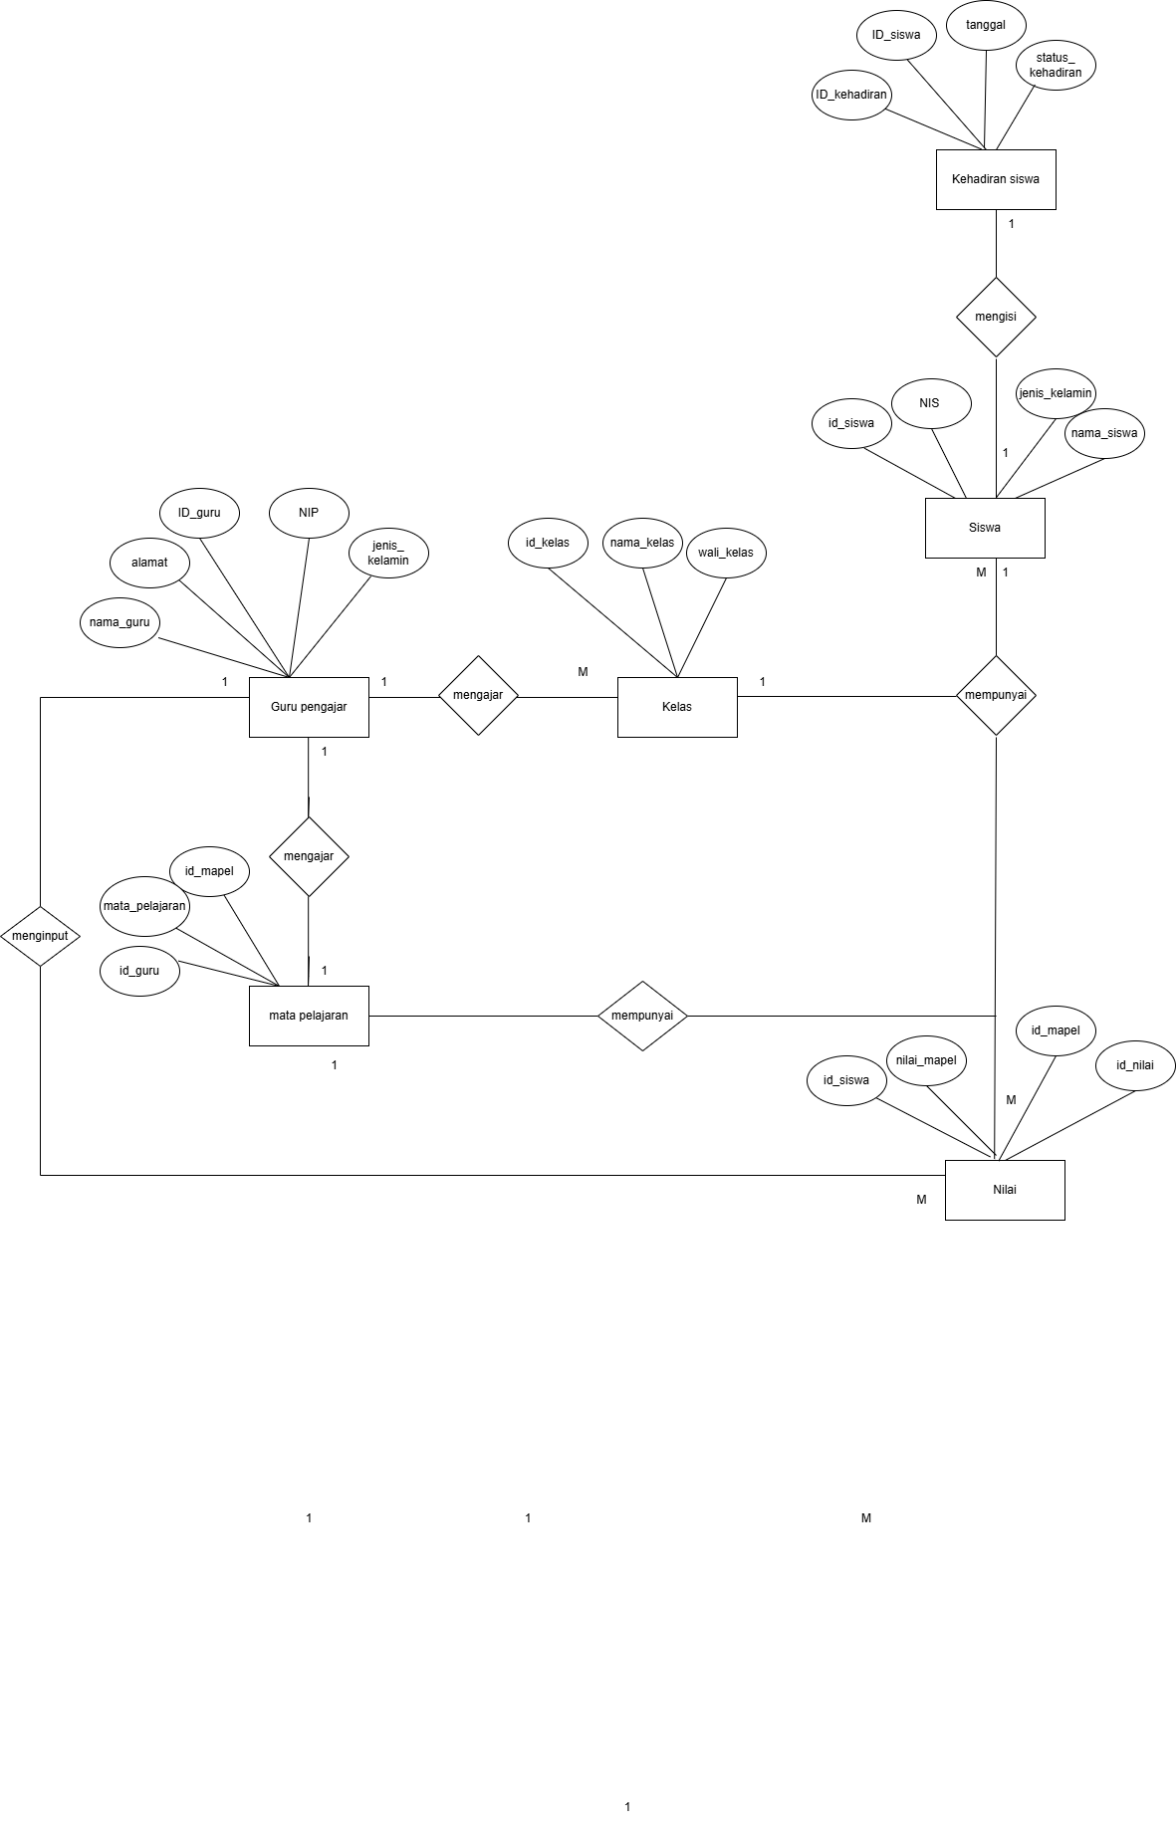 tanggal
ID_siswa
status_
kehadiran
ID_kehadiran
Kehadiran siswa
1
mengisi
jenis_kelamin
NIS
id_siswa
nama_siswa
1
Siswa
M 1
ID_guru
NIP
jenis_
kelamin
alamat
nama_guru
id_kelas
nama_kelas
wali_kelas
1
Guru pengajar
1
mengajar
M
Kelas
1
mempunyai
1
mengajar
id_mapel
mata_pelajaran
menginput
id_guru
1
mata pelajaran
mempunyai
1
id_mapel
nilai_mapel
id_siswa
id_nilai
M
Nilai
M
1
1
M
1